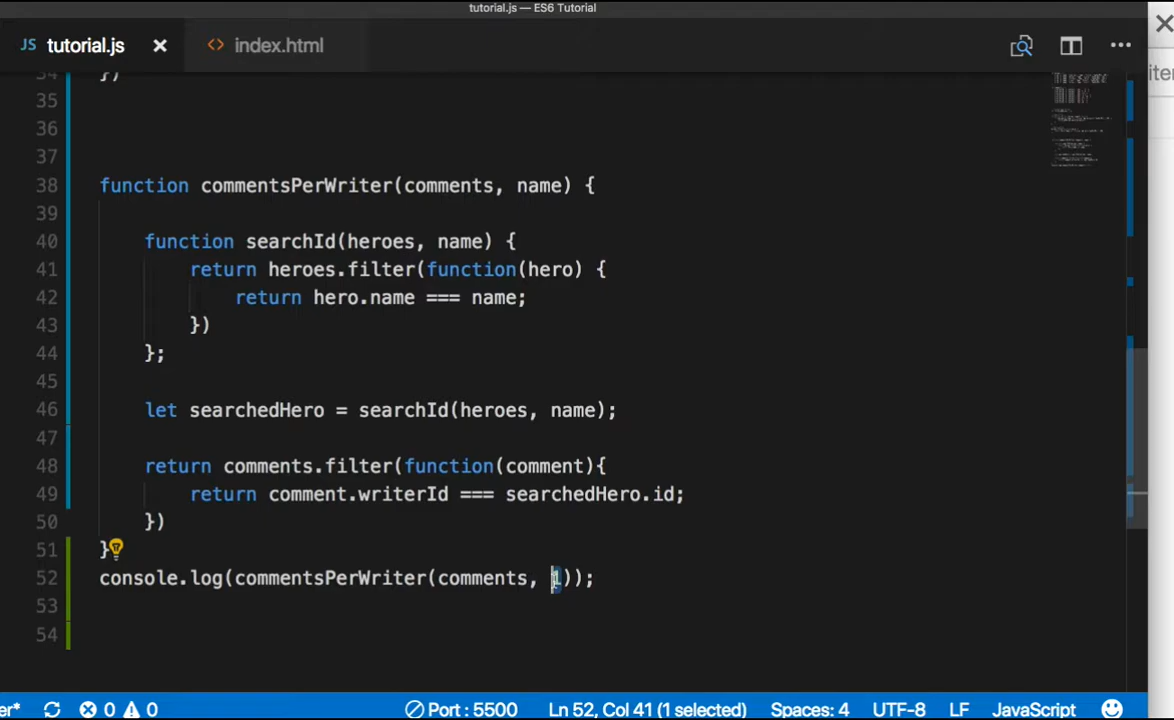 tutorial.js — ES6 Tutorial
JS tutorial.js × <> index.html
34 })
35
36
37
38 function commentsPerWriter(comments, name) {
39
40 function searchId(heroes, name) {
41 return heroes.filter(function(hero) {
42 return hero.name === name;
43 })
44 };
45
46 let searchedHero = searchId(heroes, name);
47
48 return comments.filter(function(comment){
49 return comment.writerId === searchedHero.id;
50 })
51 }
52 console.log(commentsPerWriter(comments, 1));
53
54
er* 0 0 Port : 5500 Ln 52, Col 41 (1 selected) Spaces: 4 UTF-8 LF JavaScript